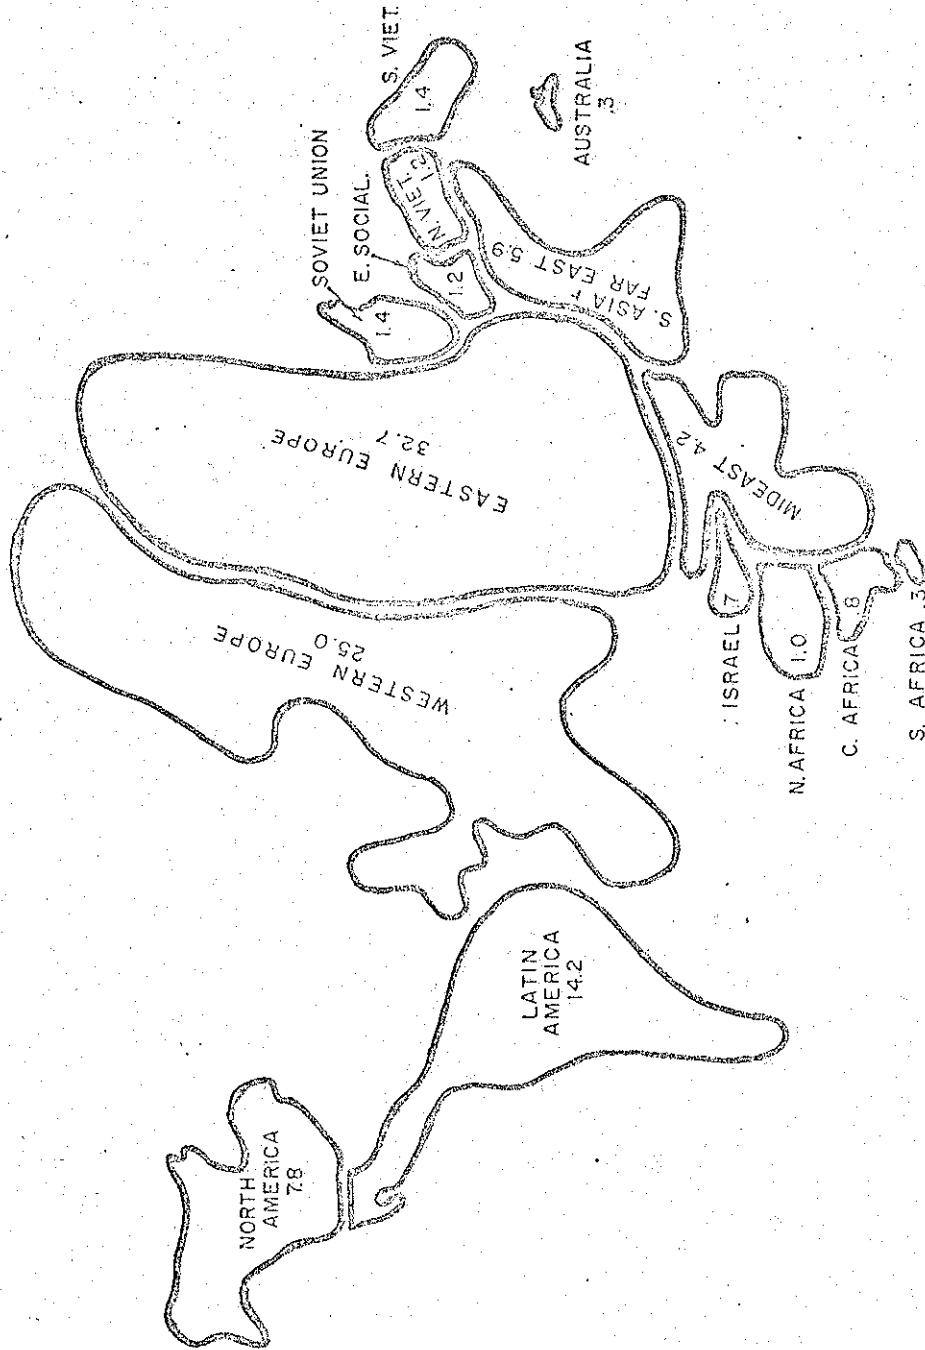 NORTH
AMERICA
7.8
LATIN
AMERICA
14.2
WESTERN EUROPE
25.0
EASTERN EUROPE
32.7
SOVIET UNION
1.4
E. SOCIAL.
1.2
N. VIET.
1.2
S. VIET.
1.4
S. ASIA &
FAR EAST 5.9
AUSTRALIA
.3
MIDEAST 4.2
ISRAEL .7
N. AFRICA 1.0
C. AFRICA .8
S. AFRICA .3